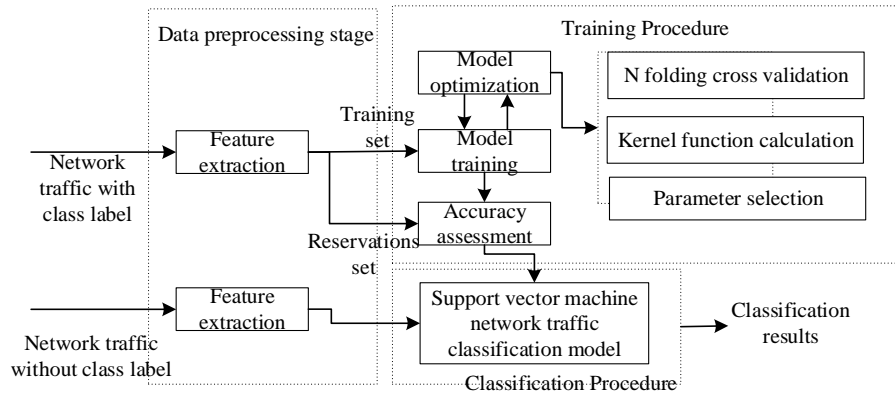 Data preprocessing stage
Training Procedure
Model
optimization
N folding cross validation
Training
set
Feature
extraction
Model
training
Kernel function calculation
Network
traffic with
class label
Parameter selection
Accuracy
assessment
Reservations
set
Feature
extraction
Support vector machine
network traffic
classification model
Classification
results
Network traffic
without class label
Classification Procedure